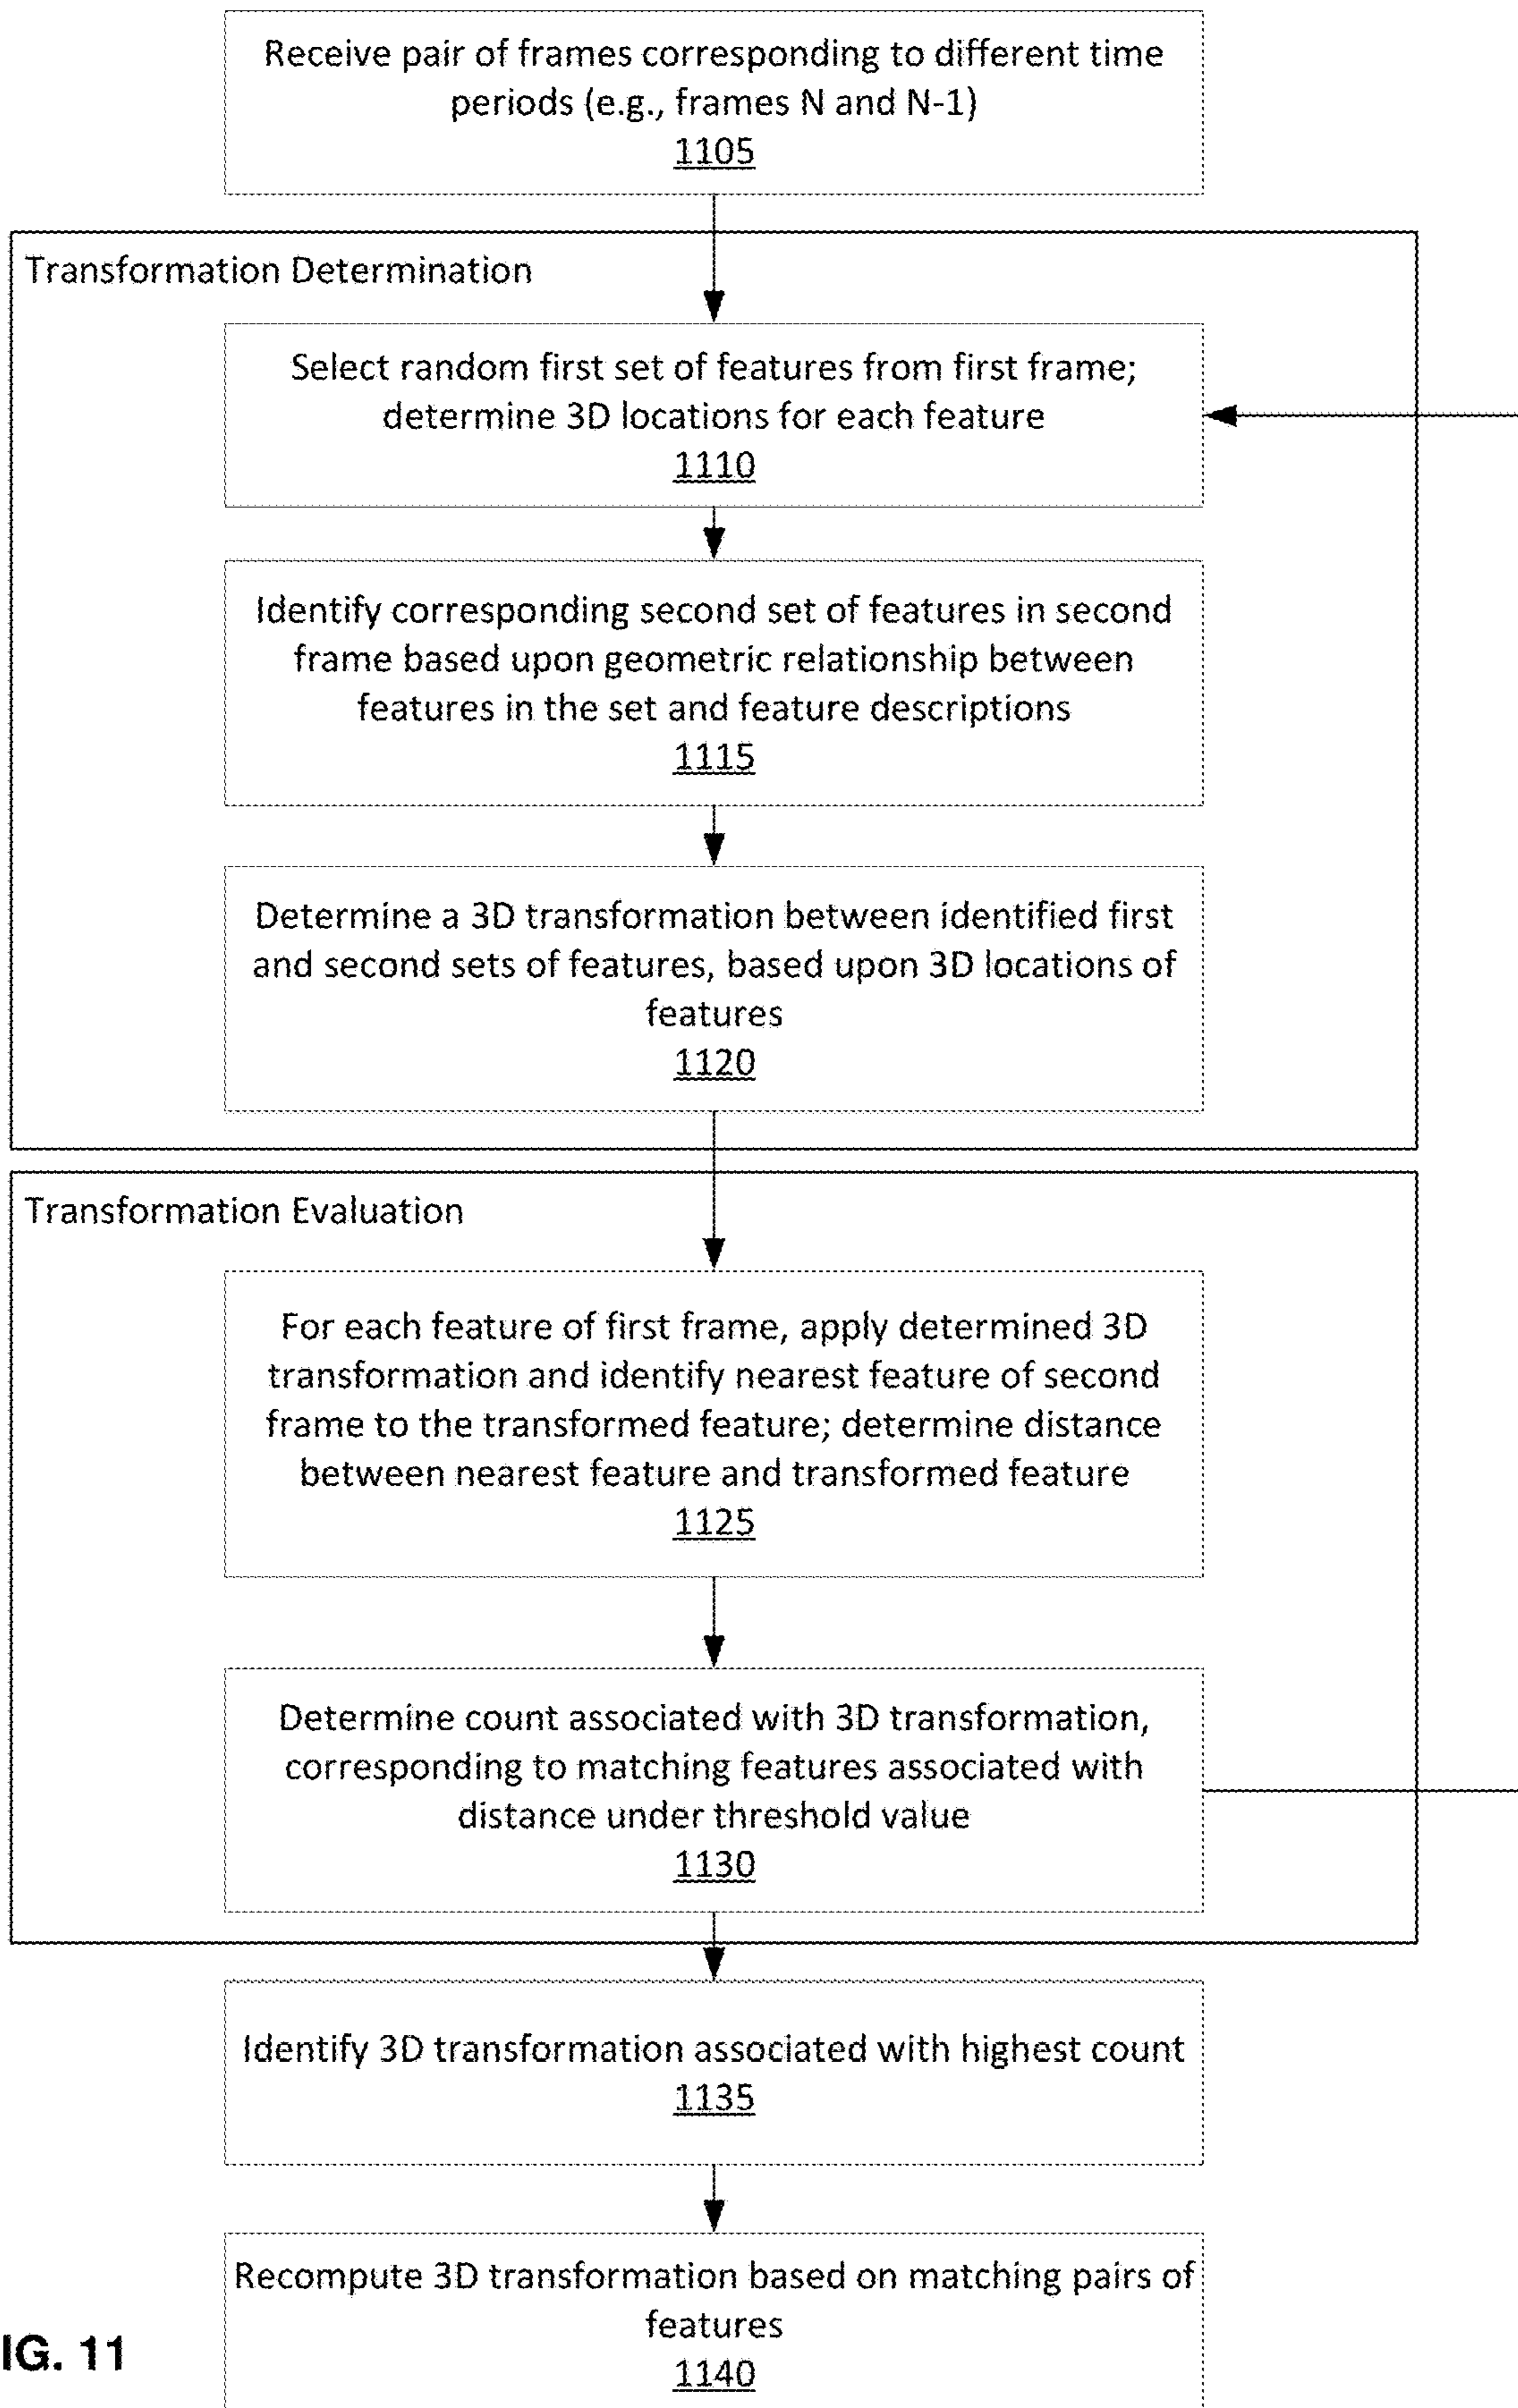 Receive pair of frames corresponding to different time
periods (e.g., frames N and N-1)
1105
Transformation Determination
Select random first set of features from first frame;
determine 3D locations for each feature
1110
Identify corresponding second set of features in second
frame based upon geometric relationship between
features in the set and feature descriptions
1115
Determine a 3D transformation between identified first
and second sets of features, based upon 3D locations of
features
1120
Transformation Evaluation
For each feature of first frame, apply determined 3D
transformation and identify nearest feature of second
frame to the transformed feature; determine distance
between nearest feature and transformed feature
1125
Determine count associated with 3D transformation,
corresponding to matching features associated with
distance under threshold value
1130
Identify 3D transformation associated with highest count
1135
Recompute 3D transformation based on matching pairs of
features
1140
IG. 11